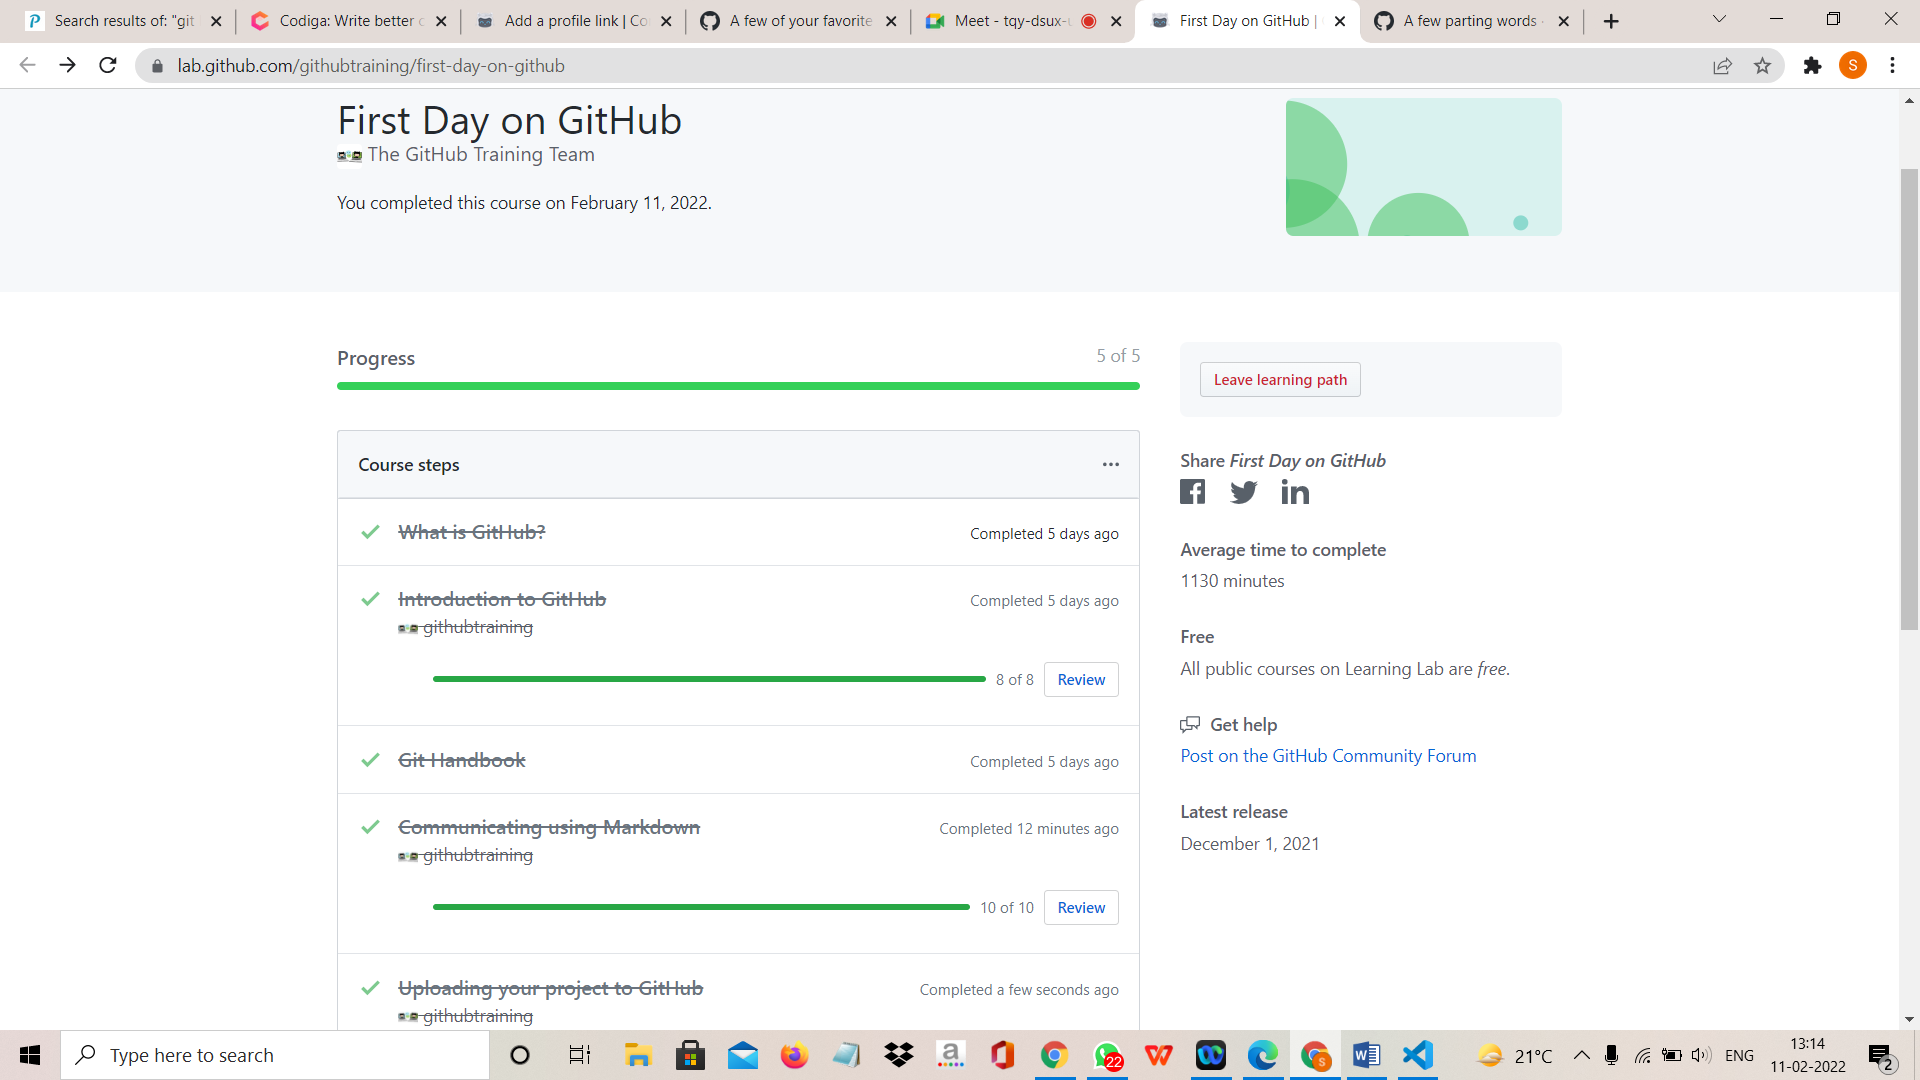 Search results of: "git
Codiga: Write better c
Add a profile link | Co
A few of your favorite
Meet - tqy-dsux-u
First Day on GitHub |
A few parting words ·
lab.github.com/githubtraining/first-day-on-github
S
First Day on GitHub
The GitHub Training Team
You completed this course on February 11, 2022.
Progress
5 of 5
Leave learning path
Course steps
What is GitHub?
Completed 5 days ago
Introduction to GitHub
Completed 5 days ago
githubtraining
8 of 8
Review
Git Handbook
Completed 5 days ago
Communicating using Markdown
Completed 12 minutes ago
githubtraining
10 of 10
Review
Uploading your project to GitHub
Completed a few seconds ago
githubtraining
Share First Day on GitHub
Average time to complete
1130 minutes
Free
All public courses on Learning Lab are free.
Get help
Post on the GitHub Community Forum
Latest release
December 1, 2021
Type here to search
22
S
21°C
ENG
13:14
11-02-2022
2